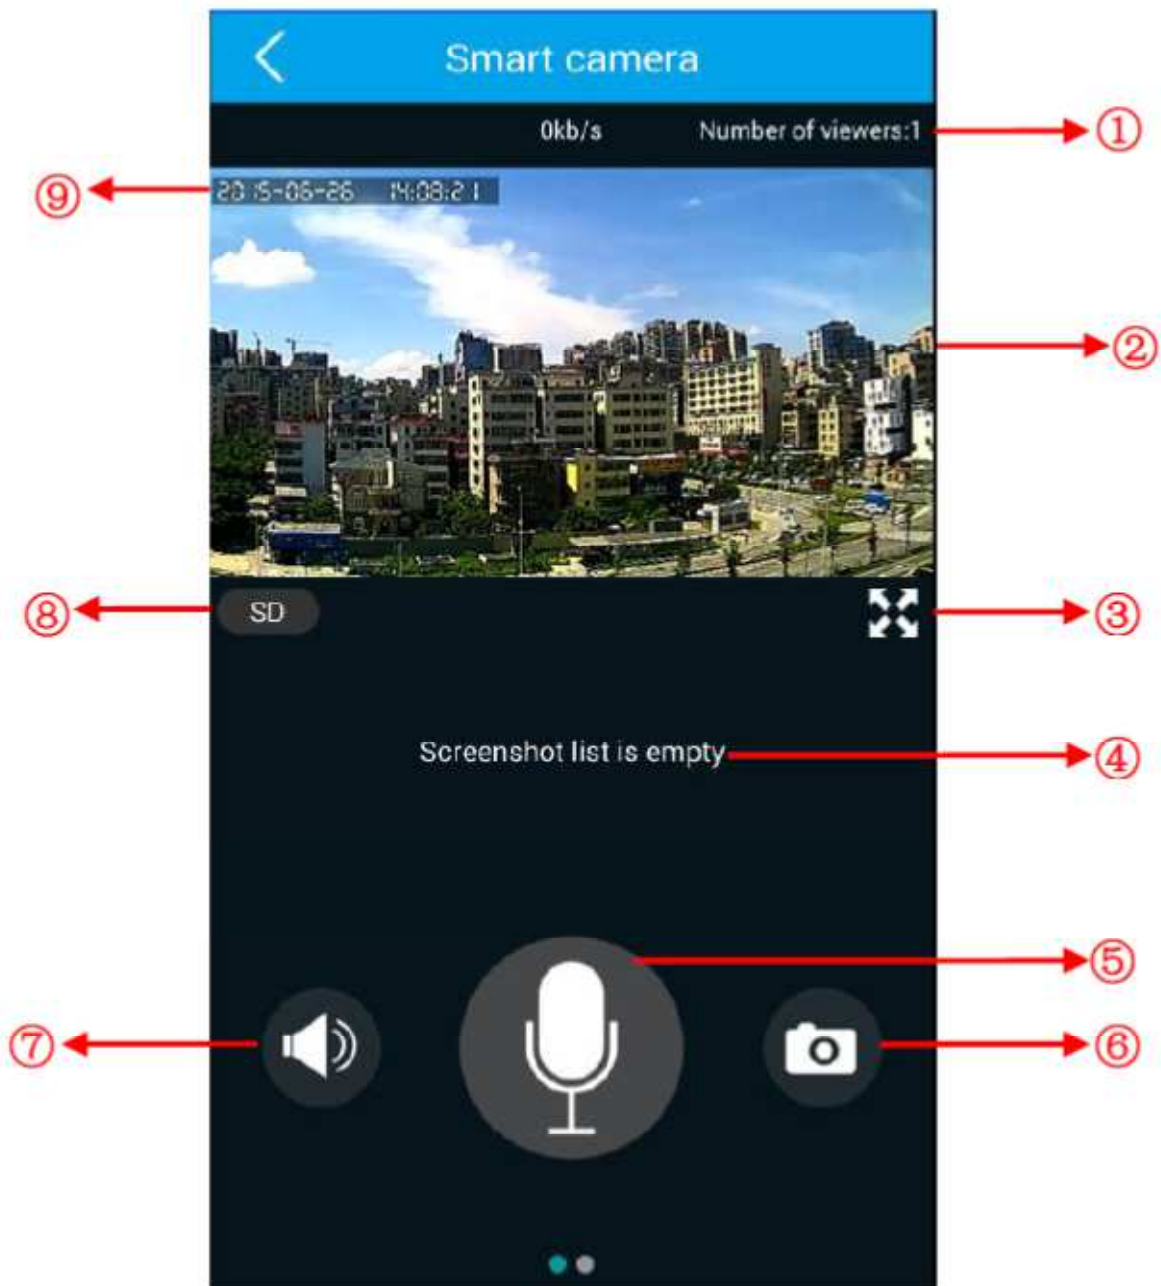 Smart camera
0kb/s Number of viewers:1 ①
⑨ 2015-06-26 14:08:21
②
⑧ SD ③
Screenshot list is empty ④
⑤
⑦ ⑥